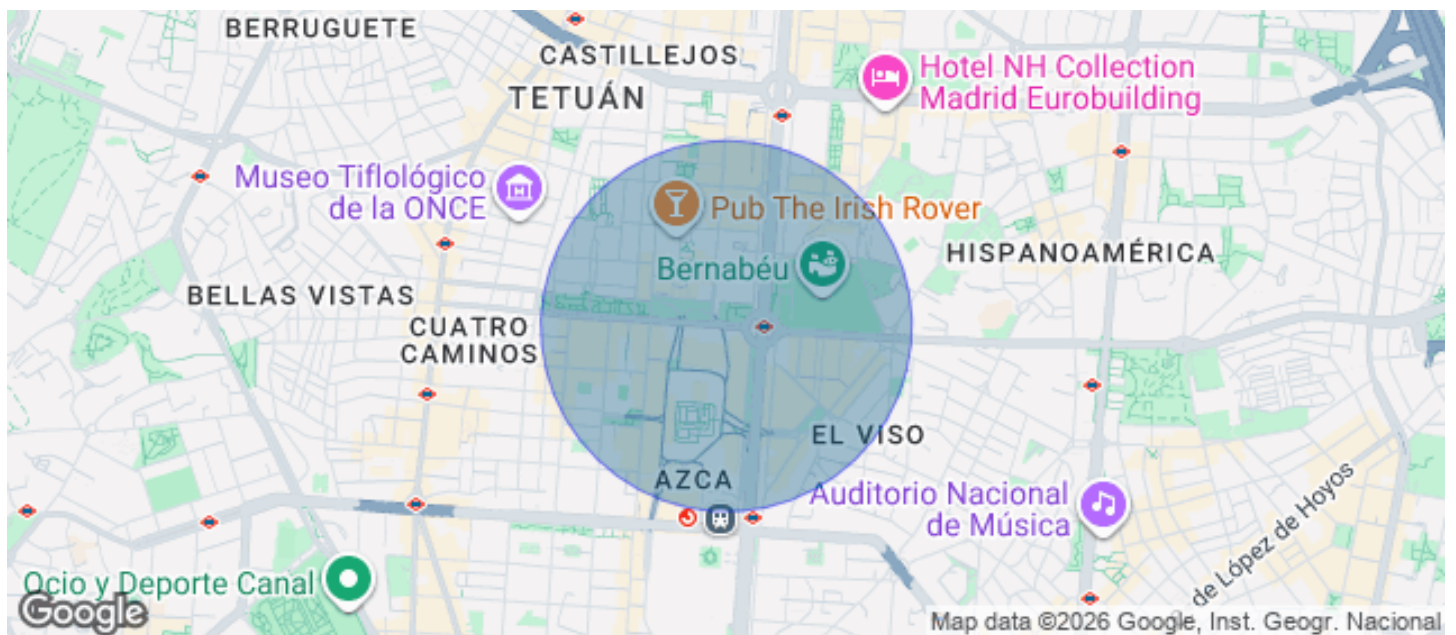 BERRUGUETE
CASTILLEJOS
TETUÁN
Hotel NH Collection
Madrid Eurobuilding
Museo Tiflológico
de la ONCE
Pub The Irish Rover
Bernabéu
HISPANOAMÉRICA
BELLAS VISTAS
CUATRO
CAMINOS
EL VISO
AZCA
Auditorio Nacional
de Música
Ocio y Deporte Canal
de López de Hoyos
Google
Map data ©2026 Google, Inst. Geogr. Nacional